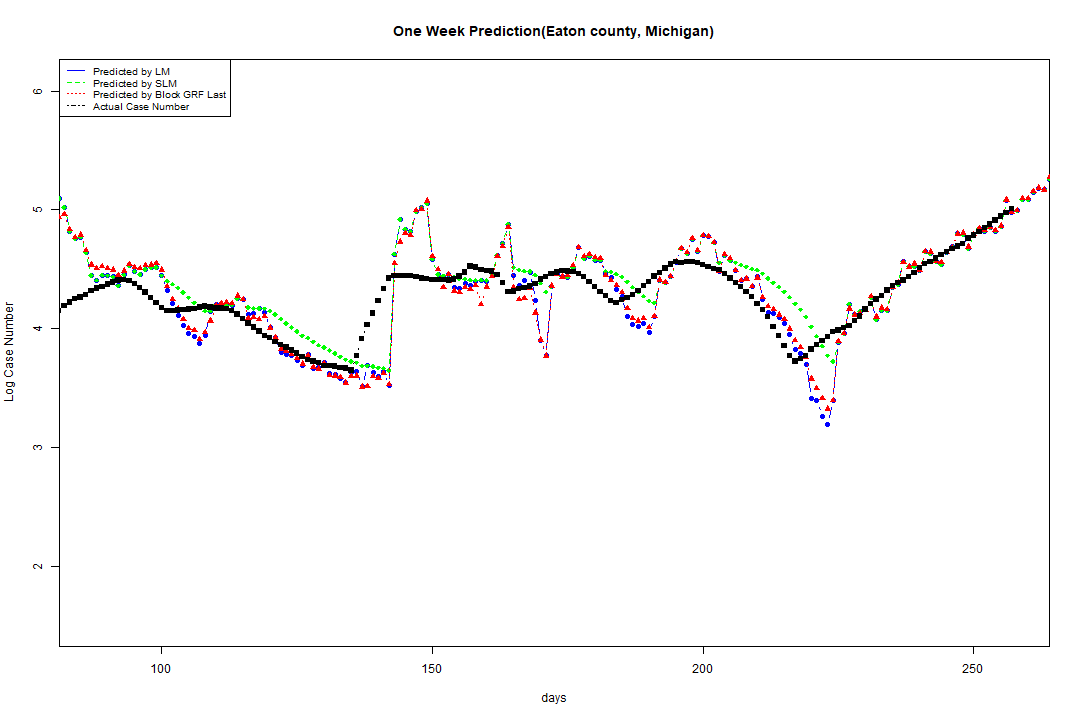 One Week Prediction(Eaton county, Michigan)
Predicted by LM
Predicted by SLM
Predicted by Block GRF Last
Actual Case Number
6
5
4
3
2
Log Case Number
100
150
200
250
days